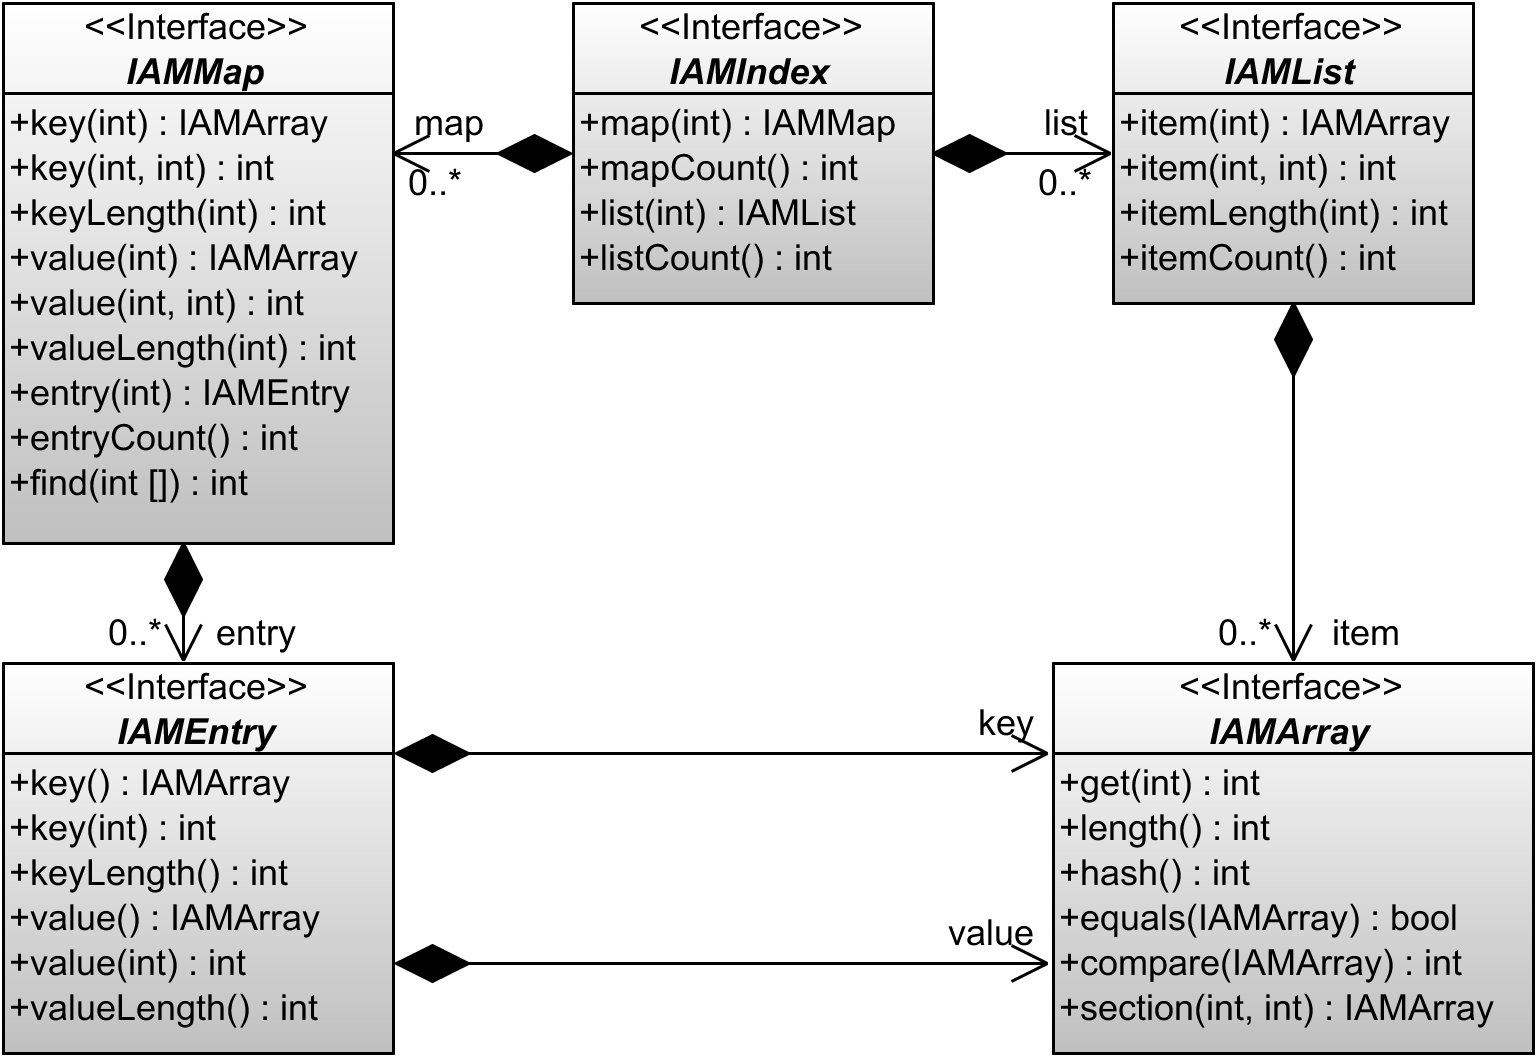 <<Interface>>
IAMMap
+key(int) : IAMArray
+key(int, int) : int
+keyLength(int) : int
+value(int) : IAMArray
+value(int, int) : int
+valueLength(int) : int
+entry(int) : IAMEntry
+entryCount() : int
+find(int []) : int
map
0..*
<<Interface>>
IAMIndex
+map(int) : IAMMap
+mapCount() : int
+list(int) : IAMList
+listCount() : int
list
0..*
<<Interface>>
IAMList
+item(int) : IAMArray
+item(int, int) : int
+itemLength(int) : int
+itemCount() : int
0..* entry
0..* item
<<Interface>>
IAMEntry
+key() : IAMArray
+key(int) : int
+keyLength() : int
+value() : IAMArray
+value(int) : int
+valueLength() : int
key
value
<<Interface>>
IAMArray
+get(int) : int
+length() : int
+hash() : int
+equals(IAMArray) : bool
+compare(IAMArray) : int
+section(int, int) : IAMArray